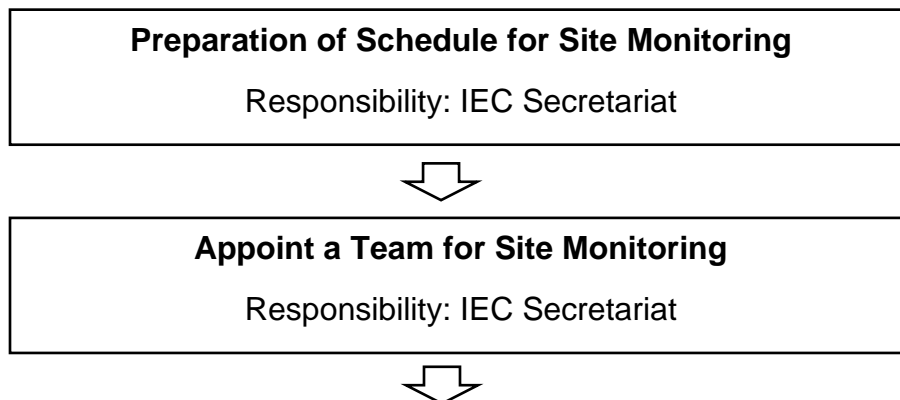 Preparation of Schedule for Site Monitoring
Responsibility: IEC Secretariat
Appoint a Team for Site Monitoring
Responsibility: IEC Secretariat